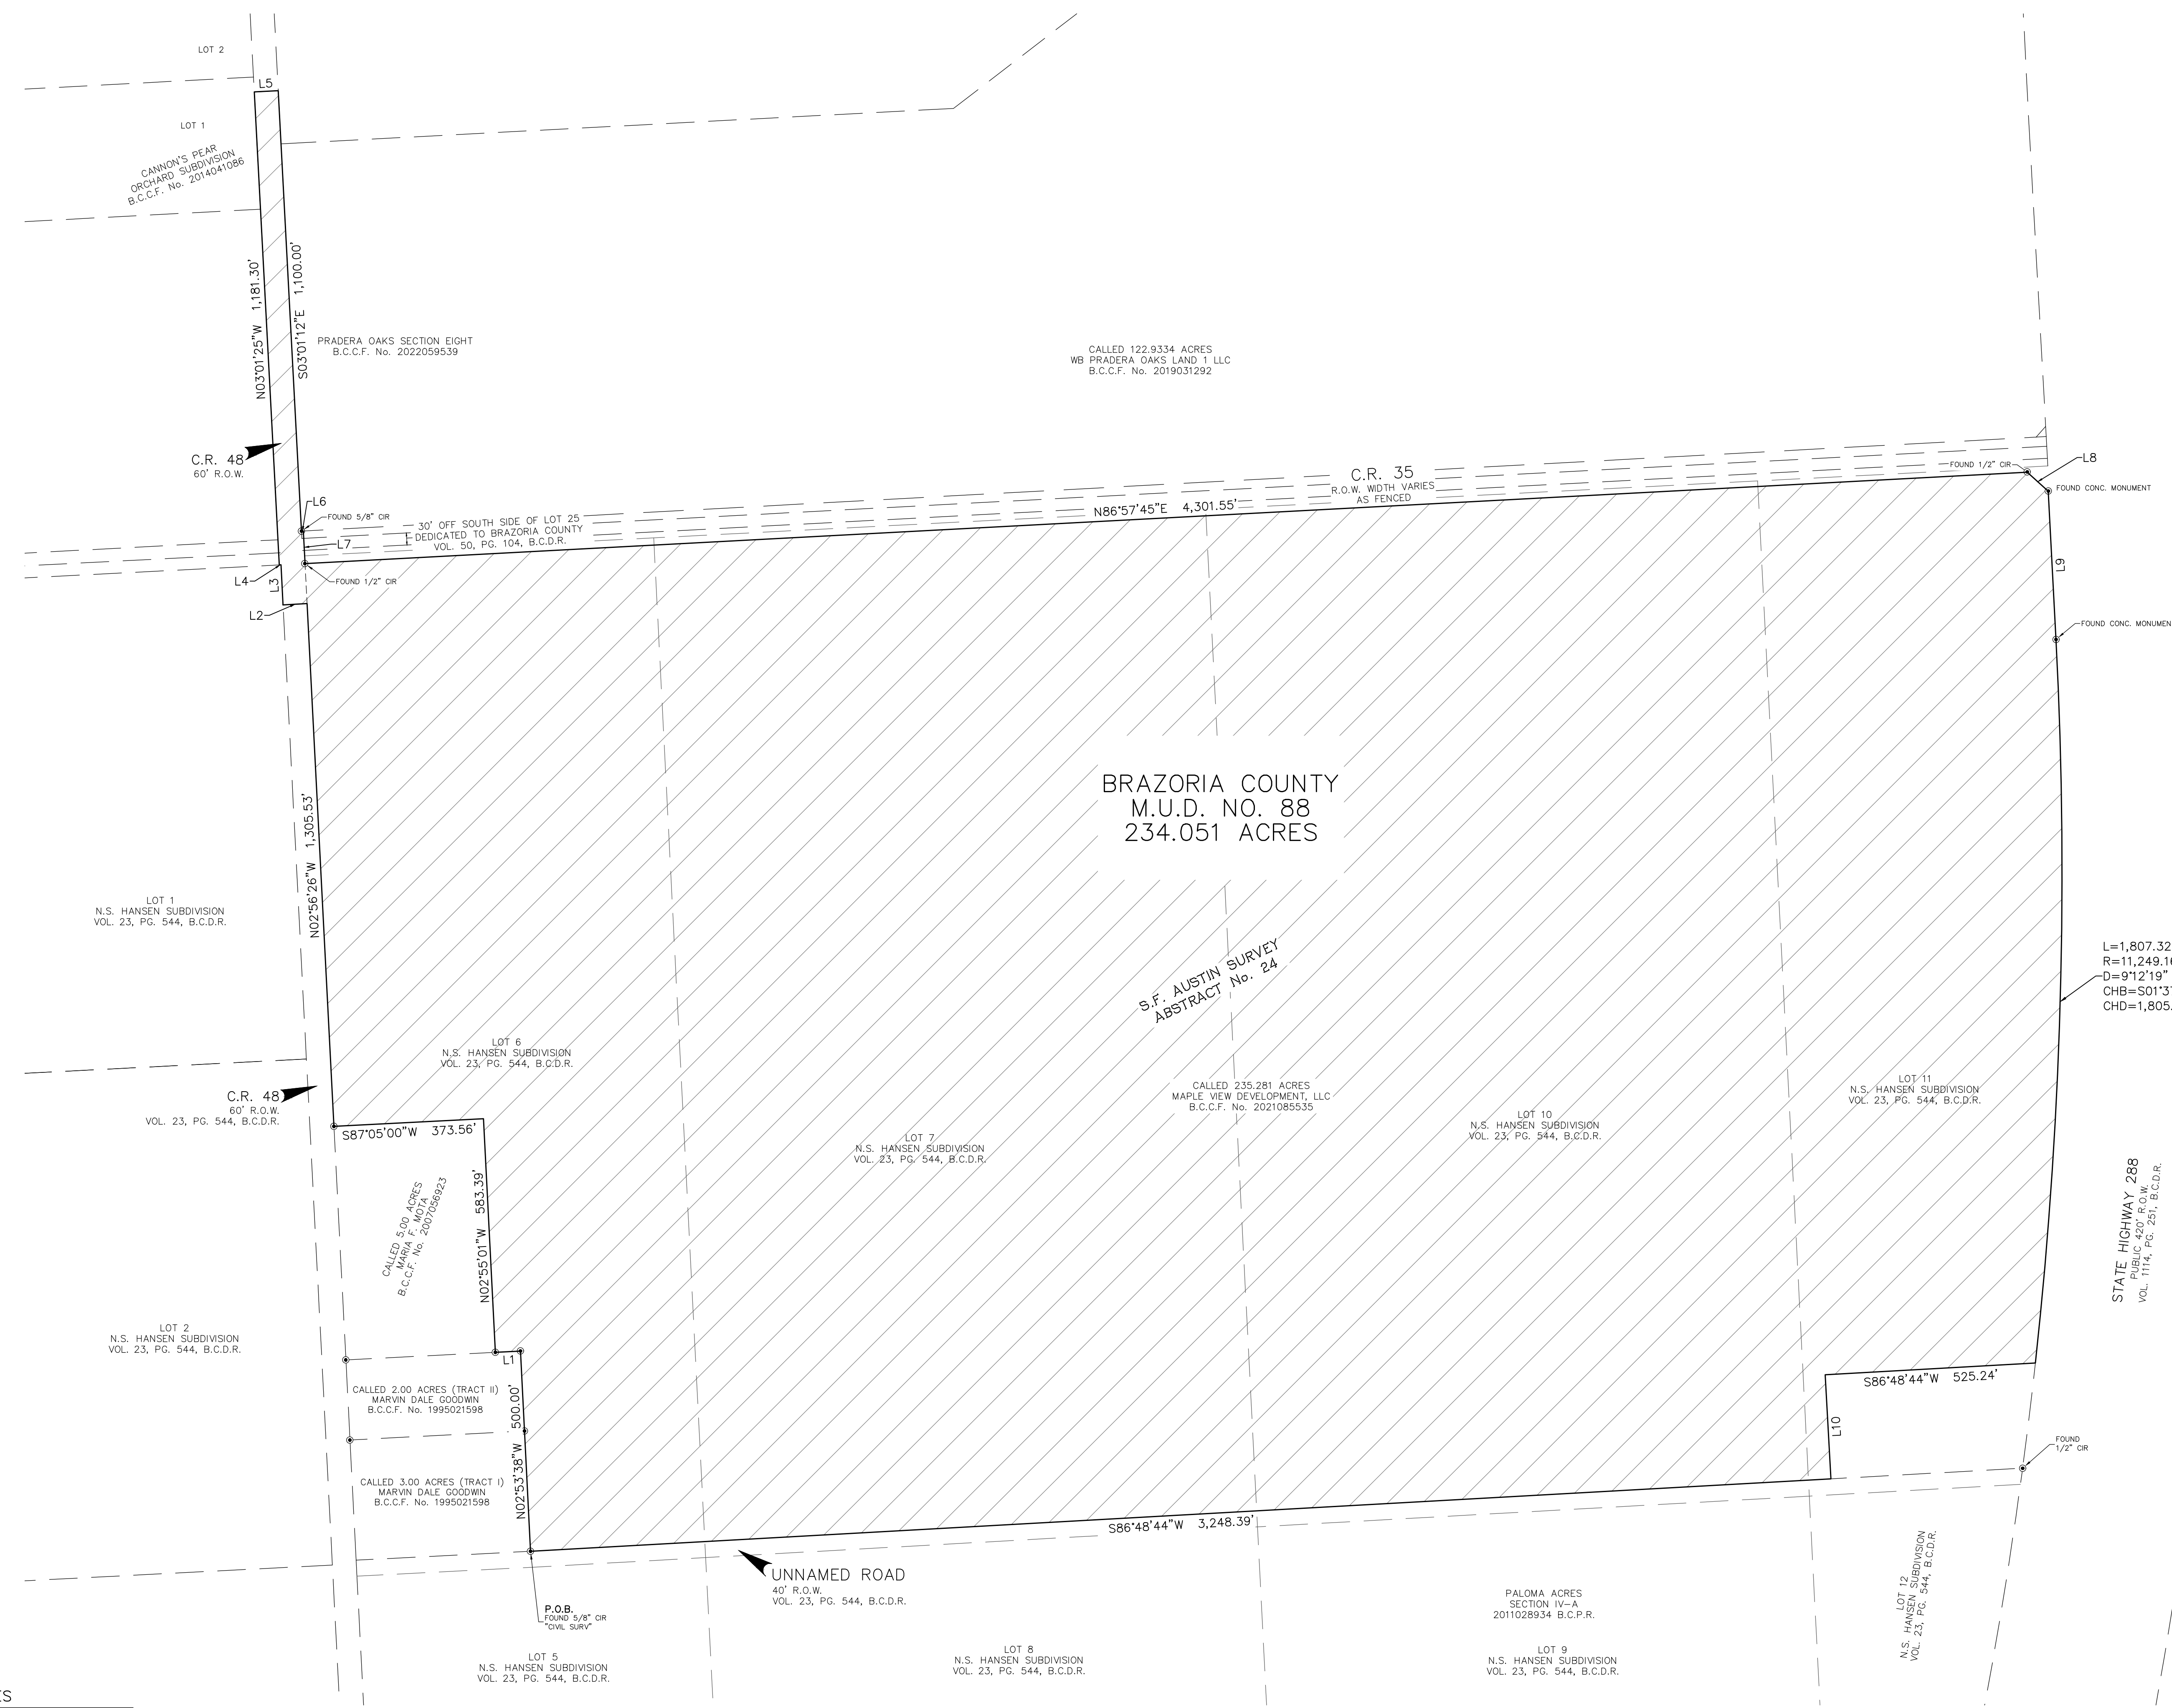 LOT 2
L5
LOT 1
CANNON'S PEAR
ORCHARD SUBDIVISION
B.C.C.F. No. 2014041086
N03°01'25"W 1,181.30'
S03°01'12"E 1,100.00'
PRADERA OAKS SECTION EIGHT
B.C.C.F. No. 2022059539
CALLED 122.9334 ACRES
WB PRADERA OAKS LAND 1 LLC
B.C.C.F. No. 2019031292
C.R. 48
60' R.O.W.
L6
FOUND 5/8" CIR
30' OFF SOUTH SIDE OF LOT 25
DEDICATED TO BRAZORIA COUNTY
VOL. 50, PG. 104, B.C.D.R.
L7
N86°57'45"E 4,301.55'
C.R. 35
R.O.W. WIDTH VARIES
AS FENCED
FOUND 1/2" CIR
L8
FOUND CONC. MONUMENT
L4
L3
FOUND 1/2" CIR
L2
L9
FOUND CONC. MONUMEN
BRAZORIA COUNTY
M.U.D. NO. 88
234.051 ACRES
N02°56'26"W 1,305.53'
LOT 1
N.S. HANSEN SUBDIVISION
VOL. 23, PG. 544, B.C.D.R.
S.F. AUSTIN SURVEY
ABSTRACT No. 24
L=1,807.32
R=11,249.16
D=9°12'19"
CHB=S01°3
CHD=1,805.
LOT 6
N.S. HANSEN SUBDIVISION
VOL. 23, PG. 544, B.C.D.R.
C.R. 48
60' R.O.W.
VOL. 23, PG. 544, B.C.D.R.
CALLED 235.281 ACRES
MAPLE VIEW DEVELOPMENT, LLC
B.C.C.F. No. 2021085535
LOT 11
N.S. HANSEN SUBDIVISION
VOL. 23, PG. 544, B.C.D.R.
LOT 10
N.S. HANSEN SUBDIVISION
VOL. 23, PG. 544, B.C.D.R.
S87°05'00"W 373.56'
LOT 7
N.S. HANSEN SUBDIVISION
VOL. 23, PG. 544, B.C.D.R.
CALLED 5.00 ACRES
MARIA F. MOTA
B.C.C.F. No. 2007056923
N02°55'01"W 583.39'
STATE HIGHWAY 288
PUBLIC 420' R.O.W.
VOL. 1114, PG. 251, B.C.D.R.
LOT 2
N.S. HANSEN SUBDIVISION
VOL. 23, PG. 544, B.C.D.R.
L1
S86°48'44"W 525.24'
CALLED 2.00 ACRES (TRACT II)
MARVIN DALE GOODWIN
B.C.C.F. No. 1995021598
N02°53'38"W 500.00'
L10
FOUND
1/2" CIR
CALLED 3.00 ACRES (TRACT I)
MARVIN DALE GOODWIN
B.C.C.F. No. 1995021598
S86°48'44"W 3,248.39'
UNNAMED ROAD
40' R.O.W.
VOL. 23, PG. 544, B.C.D.R.
P.O.B.
FOUND 5/8" CIR
"CIVIL SURV"
PALOMA ACRES
SECTION IV-A
2011028934 B.C.P.R.
LOT 12
N.S. HANSEN SUBDIVISION
VOL. 23, PG. 544, B.C.D.R.
LOT 5
N.S. HANSEN SUBDIVISION
VOL. 23, PG. 544, B.C.D.R.
LOT 8
N.S. HANSEN SUBDIVISION
VOL. 23, PG. 544, B.C.D.R.
LOT 9
N.S. HANSEN SUBDIVISION
VOL. 23, PG. 544, B.C.D.R.